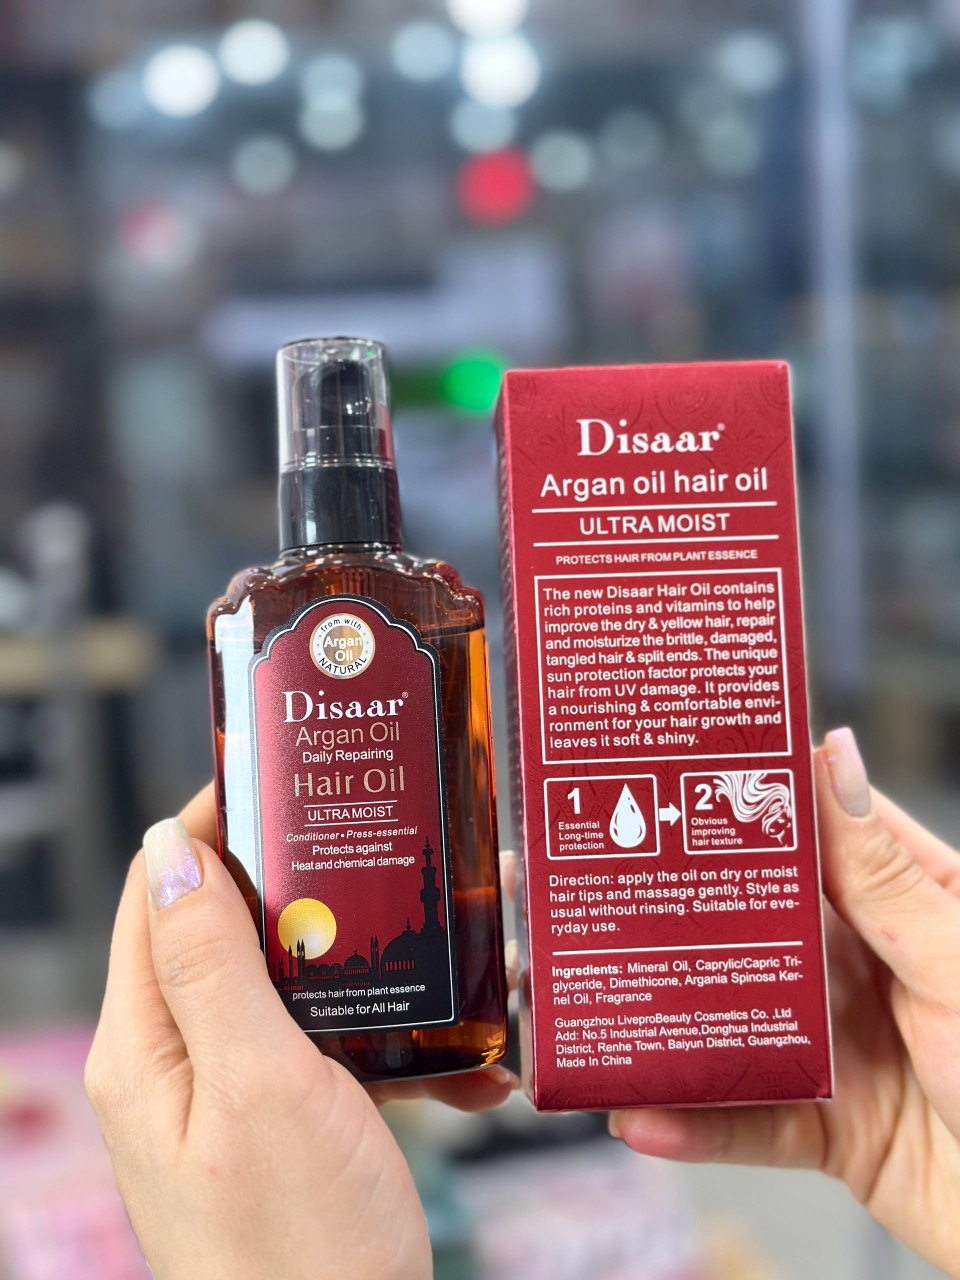 from with
Argan
Oil
NATURAL
Disaar®
Argan Oil
Daily Repairing
Hair Oil
ULTRA MOIST
Conditioner • Press-essential
Protects against
Heat and chemical damage
protects hair from plant essence
Suitable for All Hair
Disaar®
Argan oil hair oil
ULTRA MOIST
PROTECTS HAIR FROM PLANT ESSENCE
The new Disaar Hair Oil contains
rich proteins and vitamins to help
improve the dry & yellow hair, repair
and moisturize the brittle, damaged,
tangled hair & split ends. The unique
sun protection factor protects your
hair from UV damage. It provides
a nourishing & comfortable envi-
ronment for your hair growth and
leaves it soft & shiny.
1
Essential
Long-time
protection
2
Obvious
improving
hair texture
Direction: apply the oil on dry or moist
hair tips and massage gently. Style as
usual without rinsing. Suitable for eve-
ryday use.
Ingredients: Mineral Oil, Caprylic/Capric Tri-
glyceride, Dimethicone, Argania Spinosa Ker-
nel Oil, Fragrance
Guangzhou LiveproBeauty Cosmetics Co. ,Ltd
Add: No.5 Industrial Avenue,Donghua Industrial
District, Renhe Town, Baiyun District, Guangzhou,
Made In China